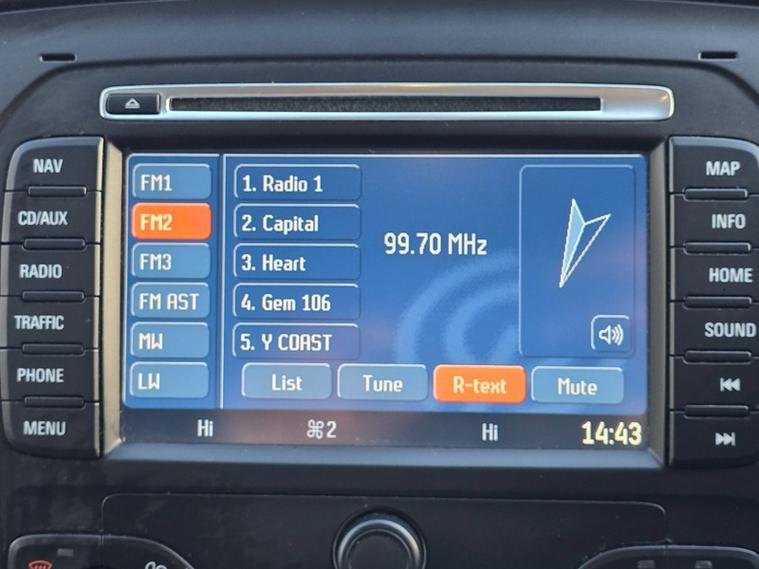 NAV
CD/AUX
RADIO
TRAFFIC
PHONE
MENU
FM1
FM2
FM3
FM AST
MW
LW
1. Radio 1
2. Capital
3. Heart
4. Gem 106
5. Y COAST
99.70 MHz
List
Tune
R-text
Mute
Hi
⌘2
Hi
14:43
MAP
INFO
HOME
SOUND